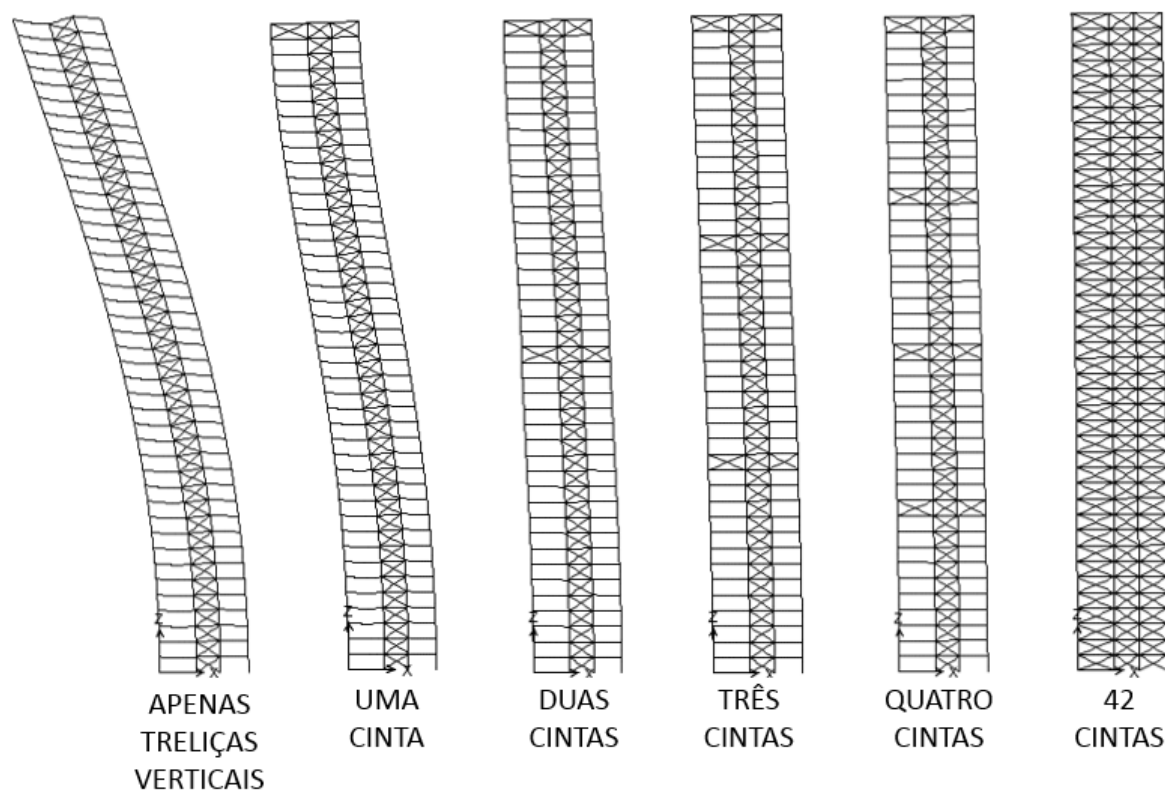 Z
X
APENAS
TRELIÇAS
VERTICAIS
Z
X
UMA
CINTA
Z
X
DUAS
CINTAS
Z
X
TRÊS
CINTAS
Z
X
QUATRO
CINTAS
Z
X
42
CINTAS